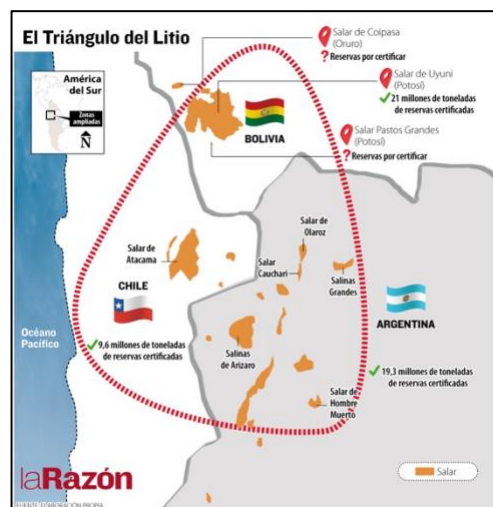 El Triángulo del Litio
América
del Sur
Zonas
ampliadas
N
Salar de Coipasa
(Oruro)
? Reservas por certificar
Salar de Uyuni
(Potosí)
21 millones de toneladas
de reservas certificadas
BOLIVIA
Salar Pastos Grandes
(Potosí)
? Reservas por certificar
Salar de
Atacama
Salar de
Olaroz
Salar
Cauchari
Salinas
Grandes
CHILE
ARGENTINA
Océano
Pacífico
9,6 millones de toneladas
de reservas certificadas
Salinas
de Arizaro
19,3 millones de toneladas
de reservas certificadas
Salar de
Hombre
Muerto
laRazón
Salar
FUENTE: ELABORACIÓN PROPIA